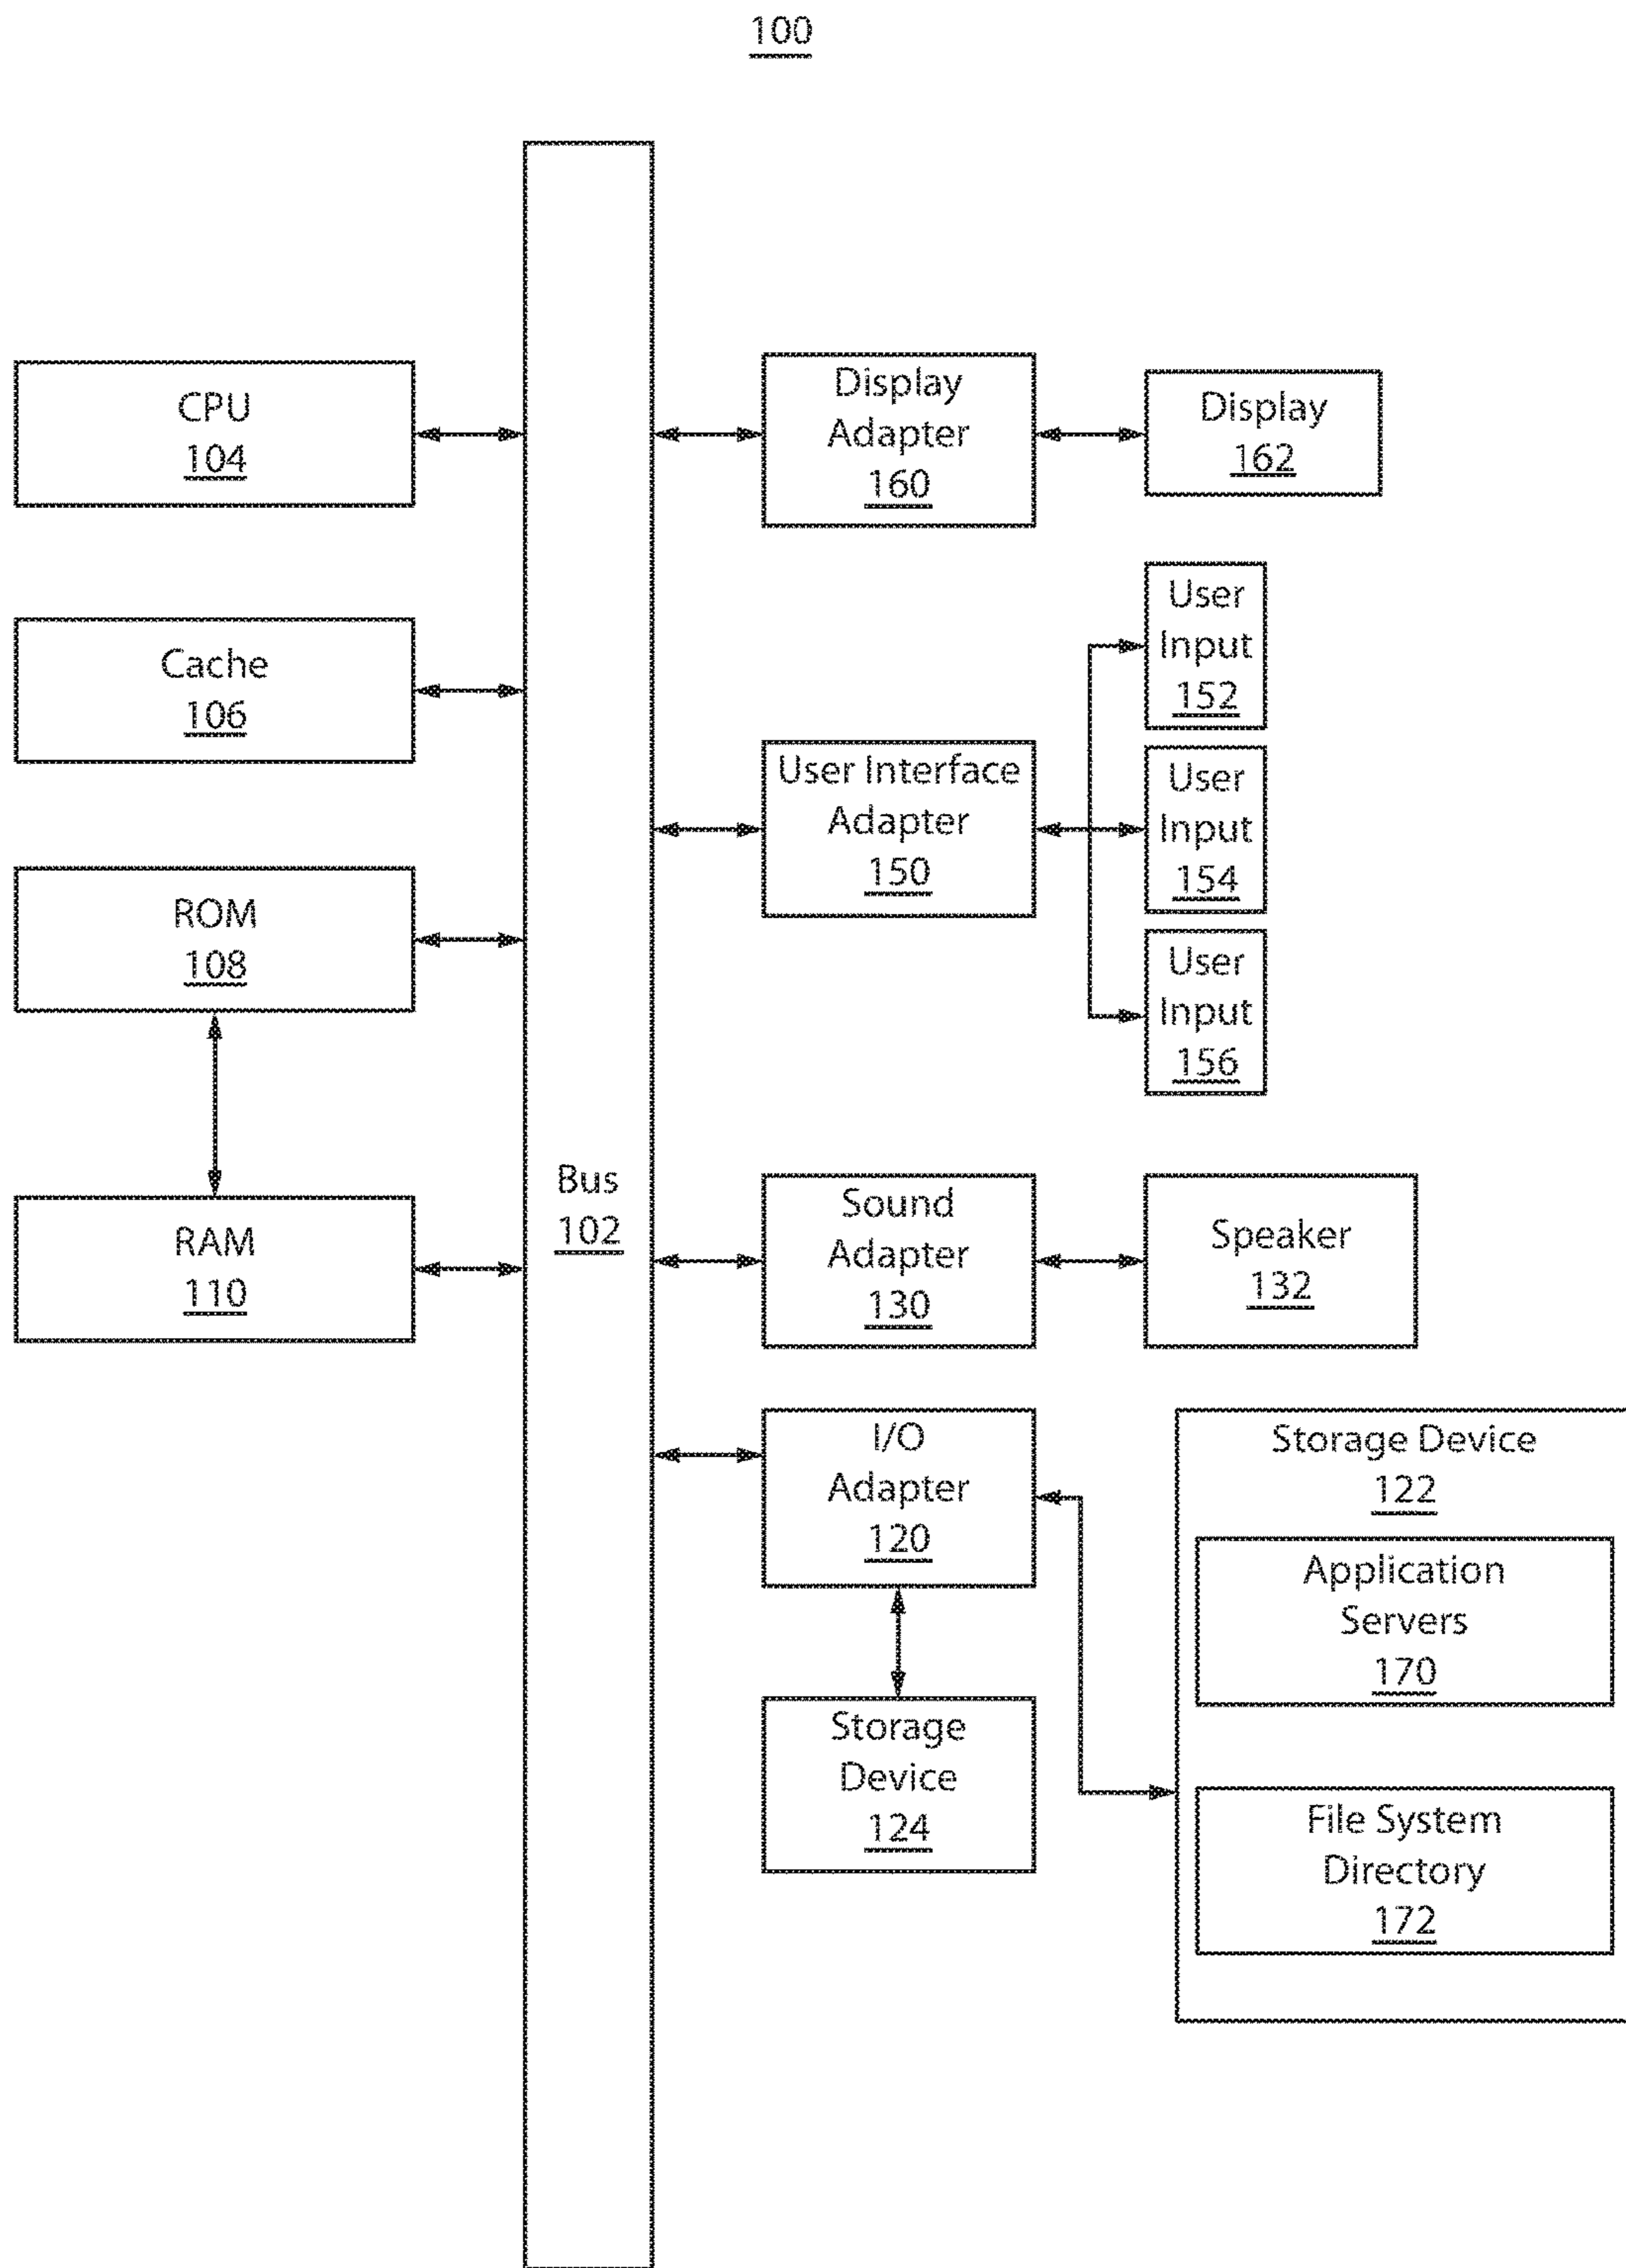 100
CPU
104
Cache
106
ROM
108
RAM
110
Bus
102
Display
Adapter
160
Display
162
User Interface
Adapter
150
User
Input
152
User
Input
154
User
Input
156
Sound
Adapter
130
Speaker
132
I/O
Adapter
120
Storage
Device
124
Storage Device
122
Application
Servers
170
File System
Directory
172